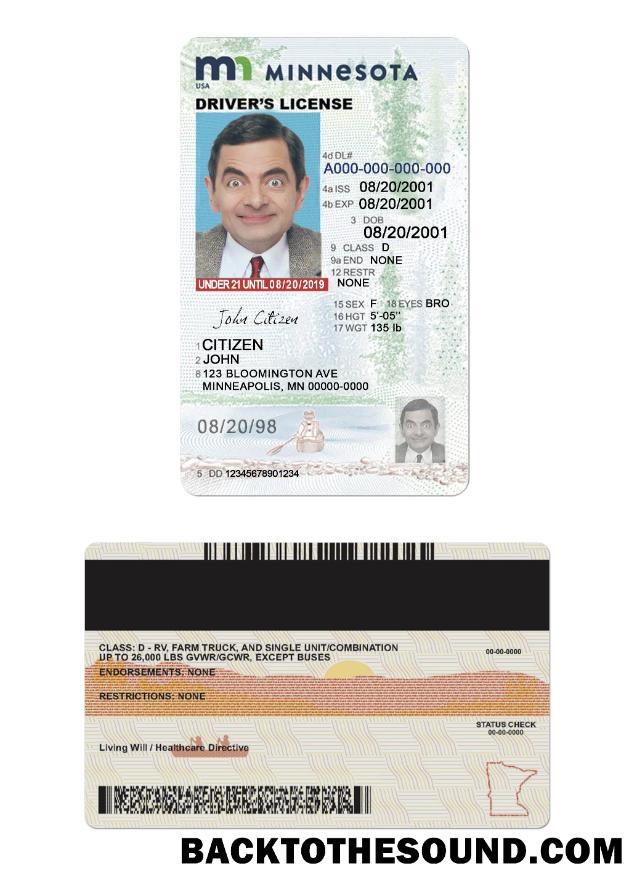 mn MINNESOTA
USA
DRIVER'S LICENSE
4d DL#
A000-000-000-000
4a ISS 08/20/2001
4b EXP 08/20/2001
3 DOB
08/20/2001
9 CLASS D
9a END NONE
12 RESTR
NONE
UNDER 21 UNTIL 08/20/2019
15 SEX F 18 EYES BRO
16 HGT 5'-05"
17 WGT 135 lb
John Citizen
1 CITIZEN
2 JOHN
8 123 BLOOMINGTON AVE
MINNEAPOLIS, MN 00000-0000
08/20/98
5 DD 12345678901234
CLASS: D - RV, FARM TRUCK, AND SINGLE UNIT/COMBINATION
UP TO 26,000 LBS GVWR/GCWR, EXCEPT BUSES
00-00-0000
ENDORSEMENTS: NONE
RESTRICTIONS: NONE
STATUS CHECK
00-00-0000
Living Will / Healthcare Directive
BACKTOTHESOUND.COM